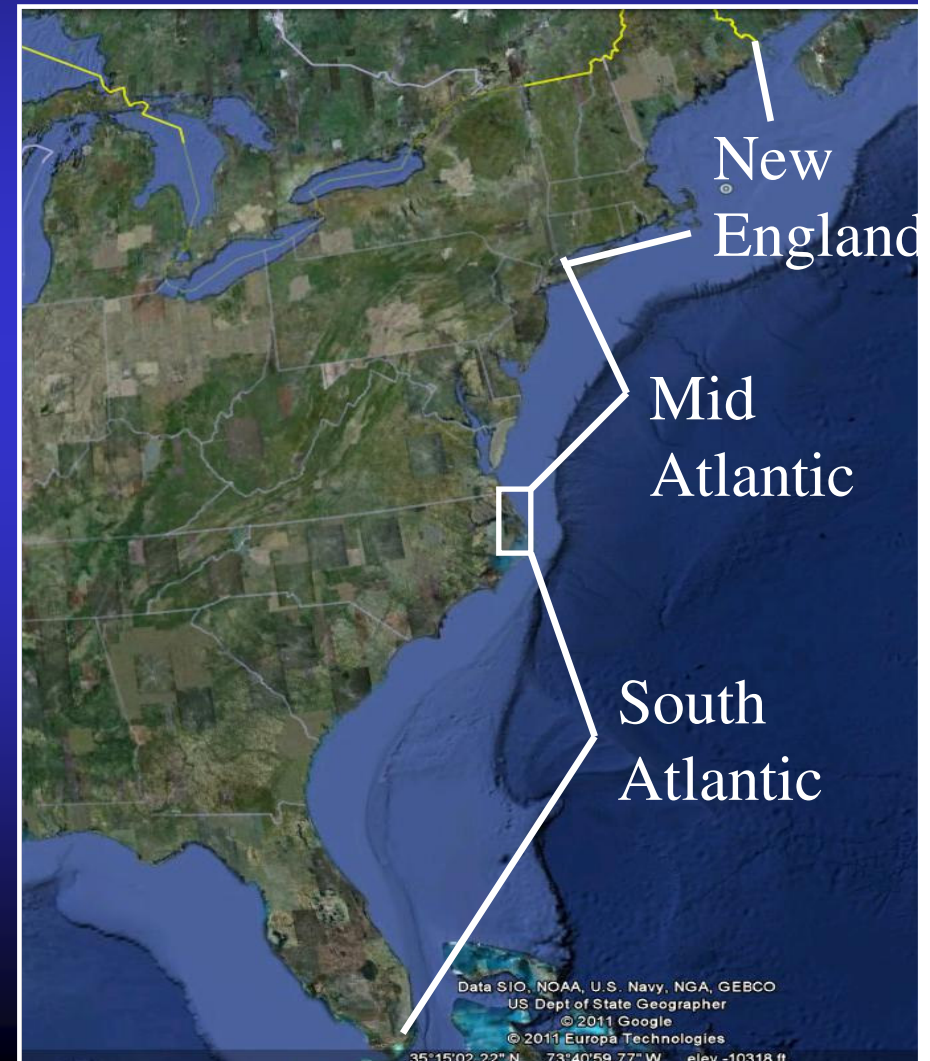 New
England
Mid
Atlantic
South
Atlantic
Data SIO, NOAA, U.S. Navy, NGA, GEBCO
US Dept of State Geographer
© 2011 Google
© 2011 Europa Technologies
35°15'02.22" N 73°40'59.77" W elev -10318 ft